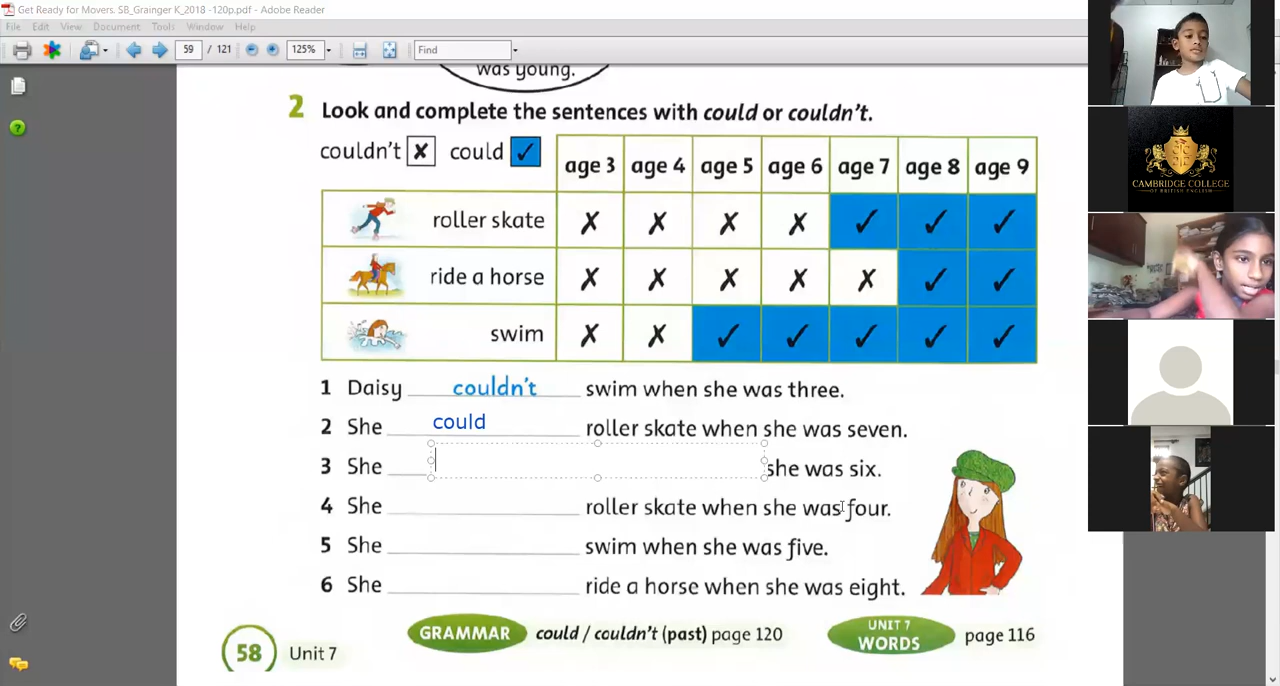 Get Ready for Movers. SB_Grainger K_2018 -120p.pdf - Adobe Reader
File Edit View Document Tools Window Help
59 / 121 125% Find
was young.
2 Look and complete the sentences with could or couldn't.
couldn't ✗ could ✓ age 3 age 4 age 5 age 6 age 7 age 8 age 9
roller skate ✗ ✗ ✗ ✗ ✓ ✓ ✓
ride a horse ✗ ✗ ✗ ✗ ✗ ✓ ✓
swim ✗ ✗ ✓ ✓ ✓ ✓ ✓
1 Daisy couldn't swim when she was three.
2 She could roller skate when she was seven.
3 She she was six.
4 She roller skate when she was four.
5 She swim when she was five.
6 She ride a horse when she was eight.
GRAMMAR could / couldn't (past) page 120
UNIT 7 WORDS page 116
58 Unit 7
CAMBRIDGE COLLEGE
OF BRITISH ENGLISH